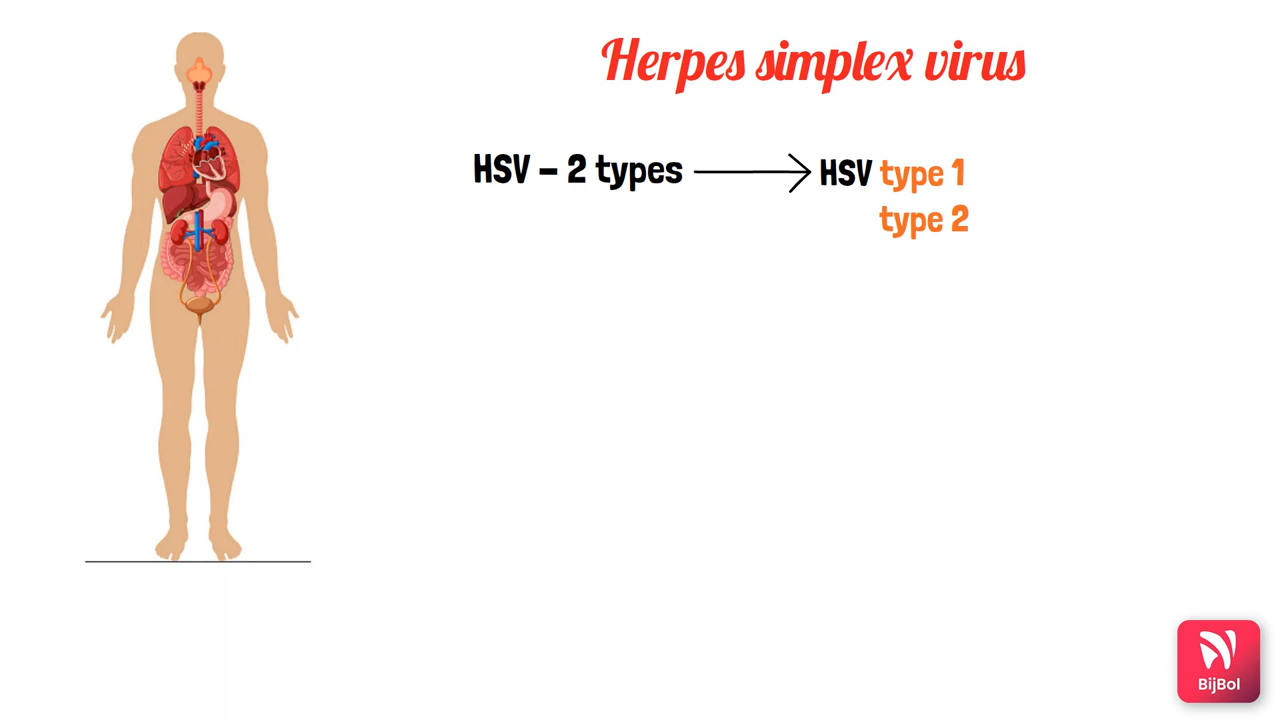 Herpes simplex virus
HSV – 2 types → HSV type 1
type 2
BijBol